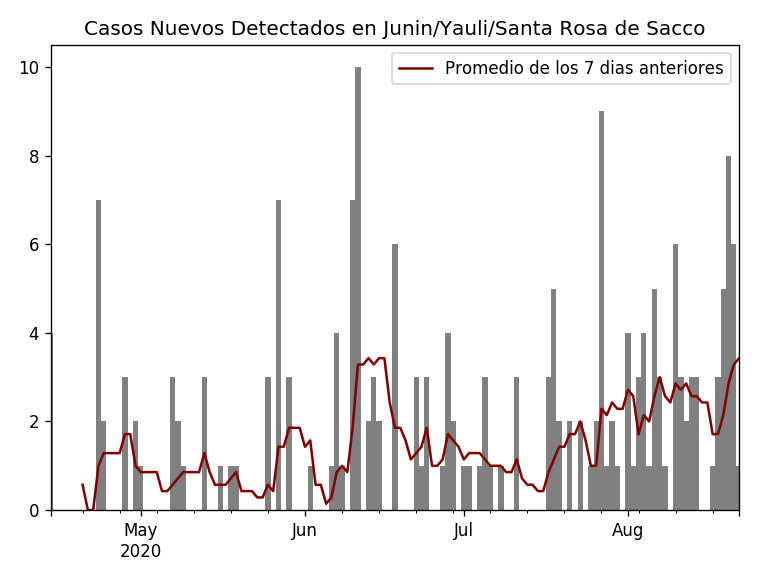 Casos Nuevos Detectados en Junin/Yauli/Santa Rosa de Sacco
Promedio de los 7 dias anteriores
10
8
6
4
2
0
May Jun Jul Aug
2020